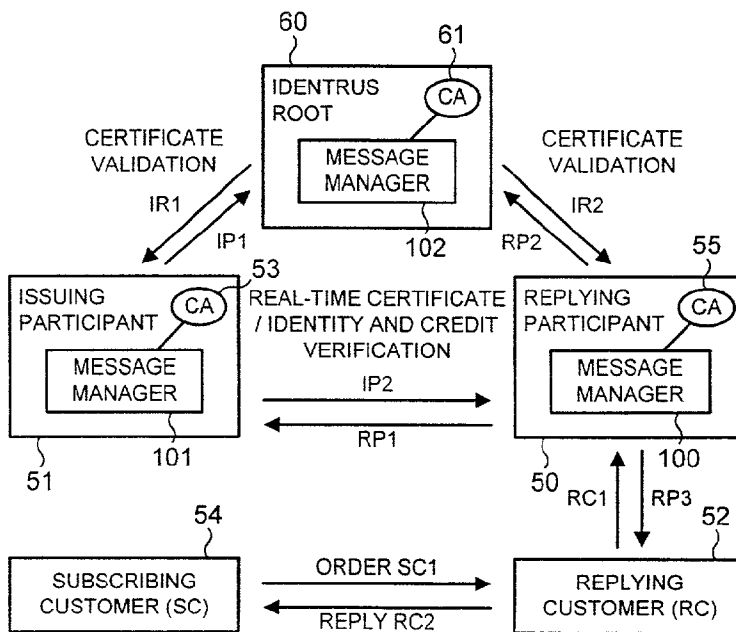 60
61
IDENTRUS
ROOT
CA
CERTIFICATE
VALIDATION
MESSAGE
MANAGER
CERTIFICATE
VALIDATION
IR1
IP1
102
RP2
IR2
53
55
ISSUING
PARTICIPANT
CA
REAL-TIME CERTIFICATE
/ IDENTITY AND CREDIT
VERIFICATION
REPLYING
PARTICIPANT
CA
MESSAGE
MANAGER
MESSAGE
MANAGER
IP2
RP1
51
101
50
100
RC1
RP3
54
52
SUBSCRIBING
CUSTOMER (SC)
ORDER SC1
REPLY RC2
REPLYING
CUSTOMER (RC)